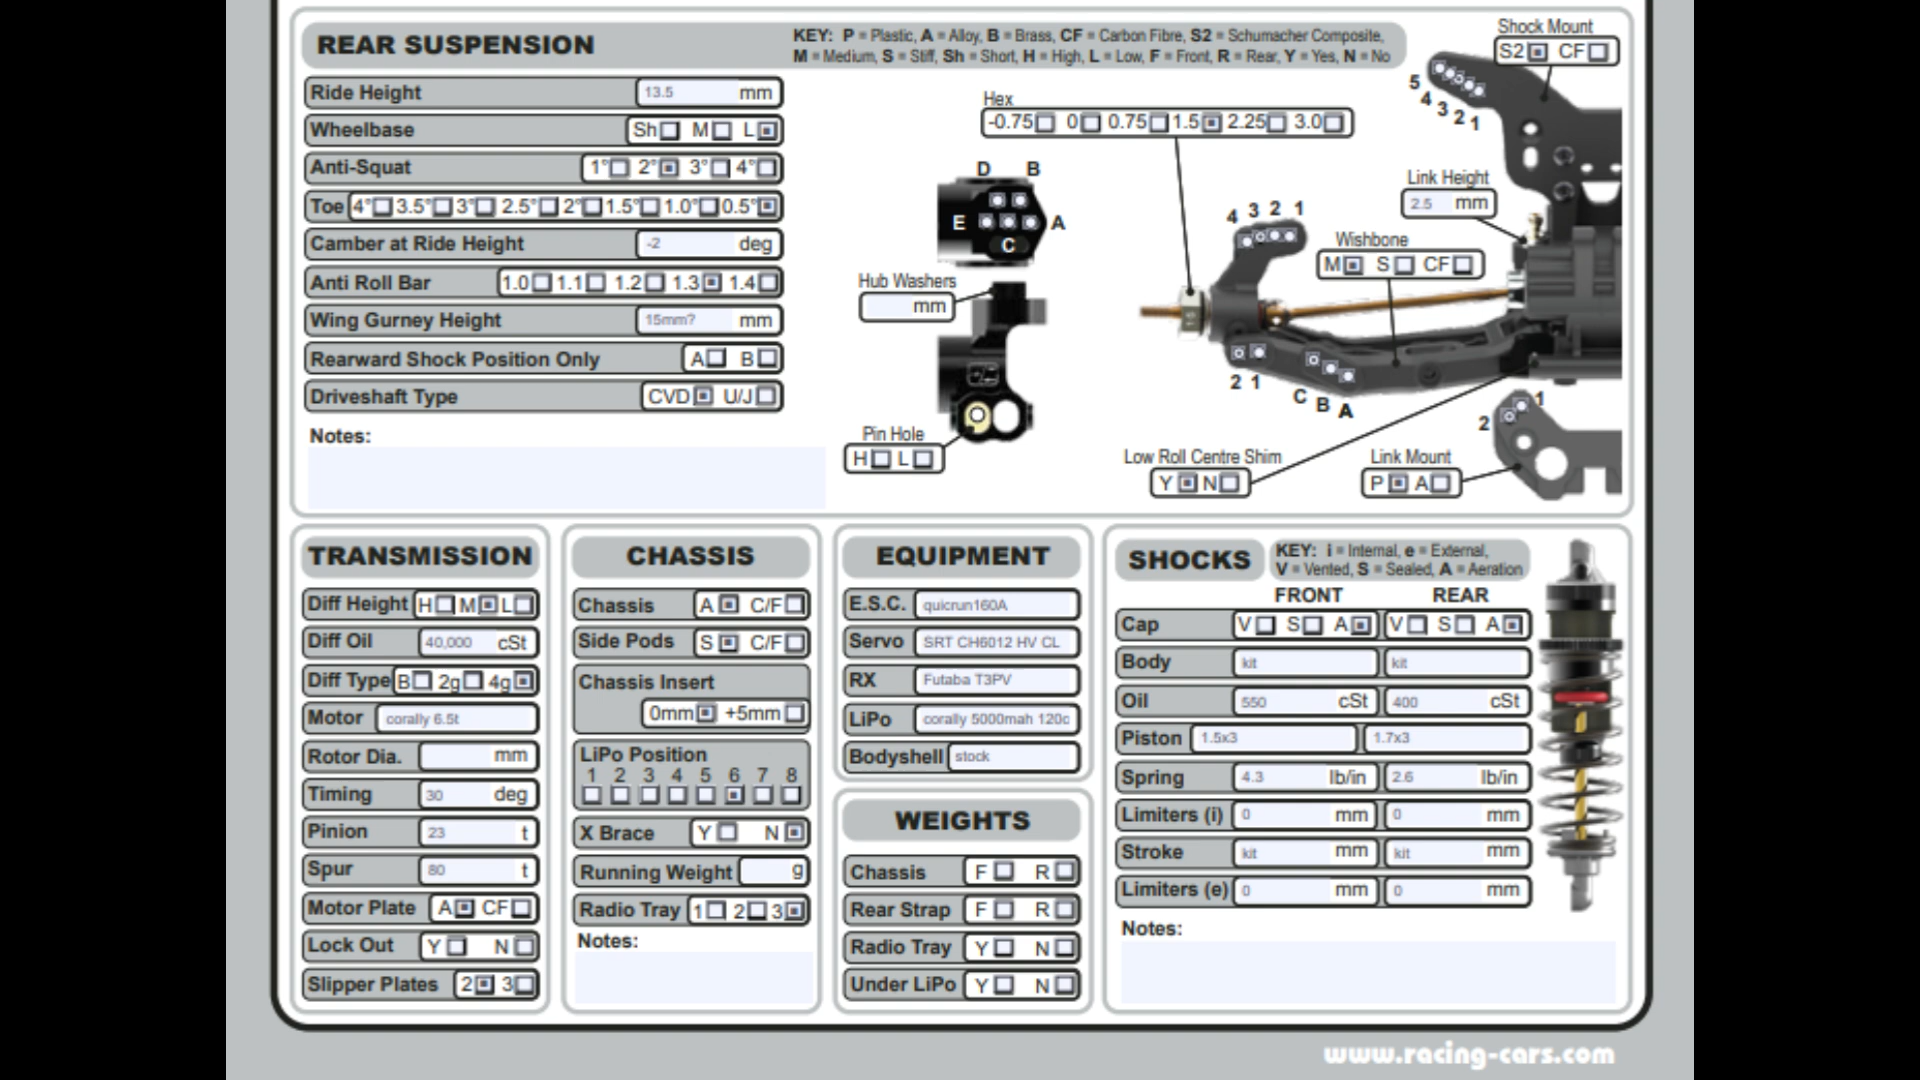 REAR SUSPENSION
KEY: P = Plastic, A = Alloy, B = Brass, CF = Carbon Fibre, S2 = Schumacher Composite,
M = Medium, S = Stiff, Sh = Short, H = High, L = Low, F = Front, R = Rear, Y = Yes, N = No
Shock Mount
S2 CF
5 4 3 2 1
Ride Height 13.5 mm
Wheelbase Sh M L
Anti-Squat 1° 2° 3° 4°
Toe 4° 3.5° 3° 2.5° 2° 1.5° 1.0° 0.5°
Camber at Ride Height -2 deg
Anti Roll Bar 1.0 1.1 1.2 1.3 1.4
Wing Gurney Height 15mm? mm
Rearward Shock Position Only A B
Driveshaft Type CVD U/J
Notes:
Hex
-0.75 0 0.75 1.5 2.25 3.0
D B
E A
C
Hub Washers
mm
Pin Hole
H L
4 3 2 1
Link Height
2.5 mm
Wishbone
M S CF
2 1
C B A
Low Roll Centre Shim
Y N
Link Mount
P A
1
2
TRANSMISSION
Diff Height H M L
Diff Oil 40,000 cSt
Diff Type B 2g 4g
Motor corally 6.5t
Rotor Dia. mm
Timing 30 deg
Pinion 23 t
Spur 80 t
Motor Plate A CF
Lock Out Y N
Slipper Plates 2 3
CHASSIS
Chassis A C/F
Side Pods S C/F
Chassis Insert
0mm +5mm
LiPo Position
1 2 3 4 5 6 7 8
X Brace Y N
Running Weight g
Radio Tray 1 2 3
Notes:
EQUIPMENT
E.S.C. quicrun160A
Servo SRT CH6012 HV CL
RX Futaba T3PV
LiPo corally 5000mah 120c
Bodyshell stock
WEIGHTS
Chassis F R
Rear Strap F R
Radio Tray Y N
Under LiPo Y N
SHOCKS
KEY: i = Internal, e = External,
V = Vented, S = Sealed, A = Aeration
FRONT REAR
Cap V S A V S A
Body kit kit
Oil 550 cSt 400 cSt
Piston 1.5x3 1.7x3
Spring 4.3 lb/in 2.6 lb/in
Limiters (i) 0 mm 0 mm
Stroke kit mm kit mm
Limiters (e) 0 mm 0 mm
Notes:
www.racing-cars.com